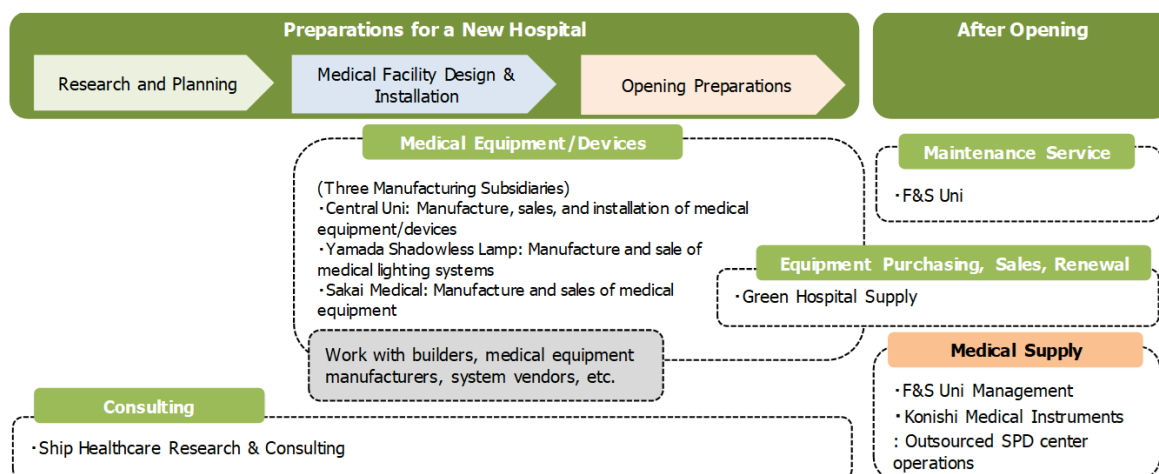 Preparations for a New Hospital
After Opening
Research and Planning
Medical Facility Design &
Installation
Opening Preparations
Medical Equipment/Devices
(Three Manufacturing Subsidiaries)
・Central Uni: Manufacture, sales, and installation of medical
equipment/devices
・Yamada Shadowless Lamp: Manufacture and sale of
medical lighting systems
・Sakai Medical: Manufacture and sales of medical
equipment
Work with builders, medical equipment
manufacturers, system vendors, etc.
Maintenance Service
・F&S Uni
Equipment Purchasing, Sales, Renewal
・Green Hospital Supply
Medical Supply
・F&S Uni Management
・Konishi Medical Instruments
: Outsourced SPD center
operations
Consulting
・Ship Healthcare Research & Consulting